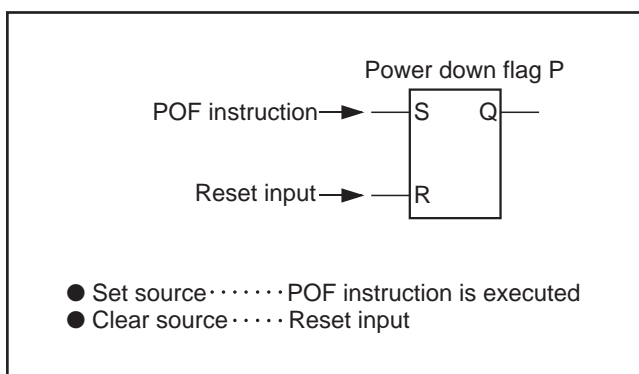 Power down flag P
POF instruction S Q
Reset input R
● Set source ······· POF instruction is executed
● Clear source ····· Reset input